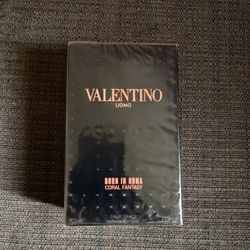 VALENTINO
UOMO
BORN IN ROMA
CORAL FANTASY